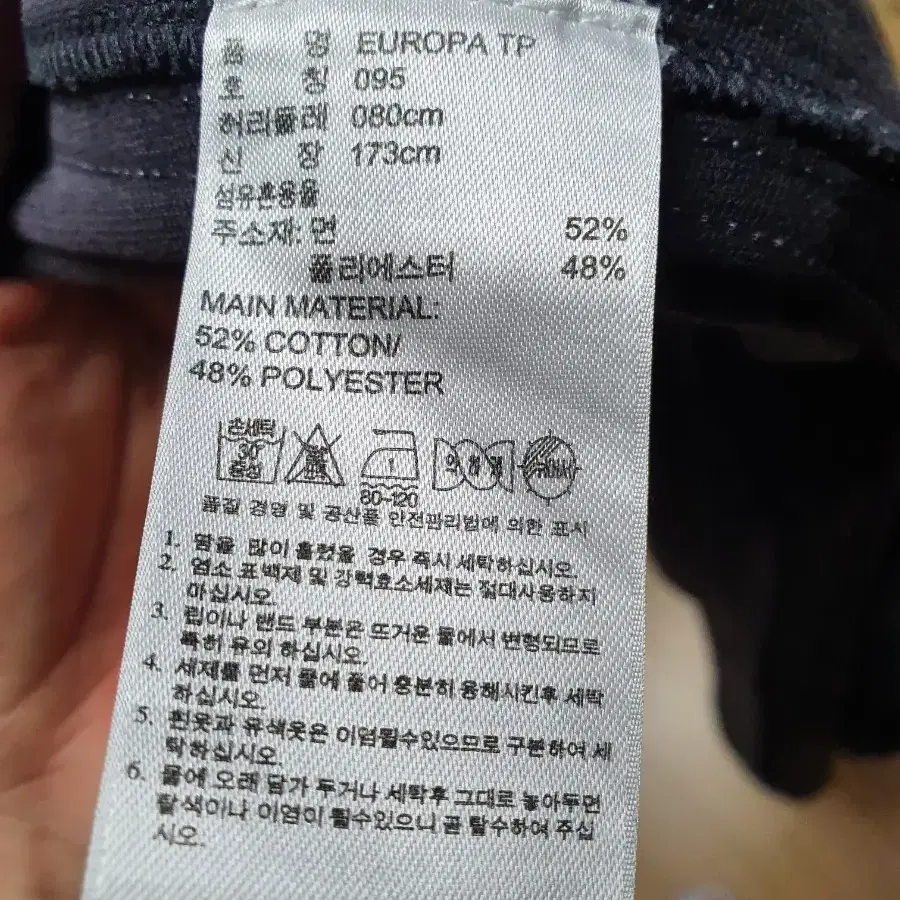 품 명 EUROPA TP
호 칭 095
허리둘레 080cm
신 장 173cm
섬유혼용율
주소재: 면 52%
폴리에스터 48%
MAIN MATERIAL:
52% COTTON/
48% POLYESTER
손세탁
30°
중성
1
80-120
품질 경영 및 공산품 안전관리법에 의한 표시
1. 땀을 많이 흘렸을 경우 즉시 세탁하십시오.
2. 염소 표백제 및 강력효소세제는 절대사용하지
마십시오.
3. 립이나 밴드 부분은 뜨거운 물에서 변형되므로
특히 유의 하십시오.
4. 세제를 먼저 물에 풀어 충분히 용해시킨후 세탁
하십시오.
5. 흰옷과 유색옷은 이염될수있으므로 구분하여 세
탁하십시오.
6. 물에 오래 담가 두거나 세탁후 그대로 놓아두면
탈색이나 이염이 될수있으니 곧 탈수하여 주십
시오.